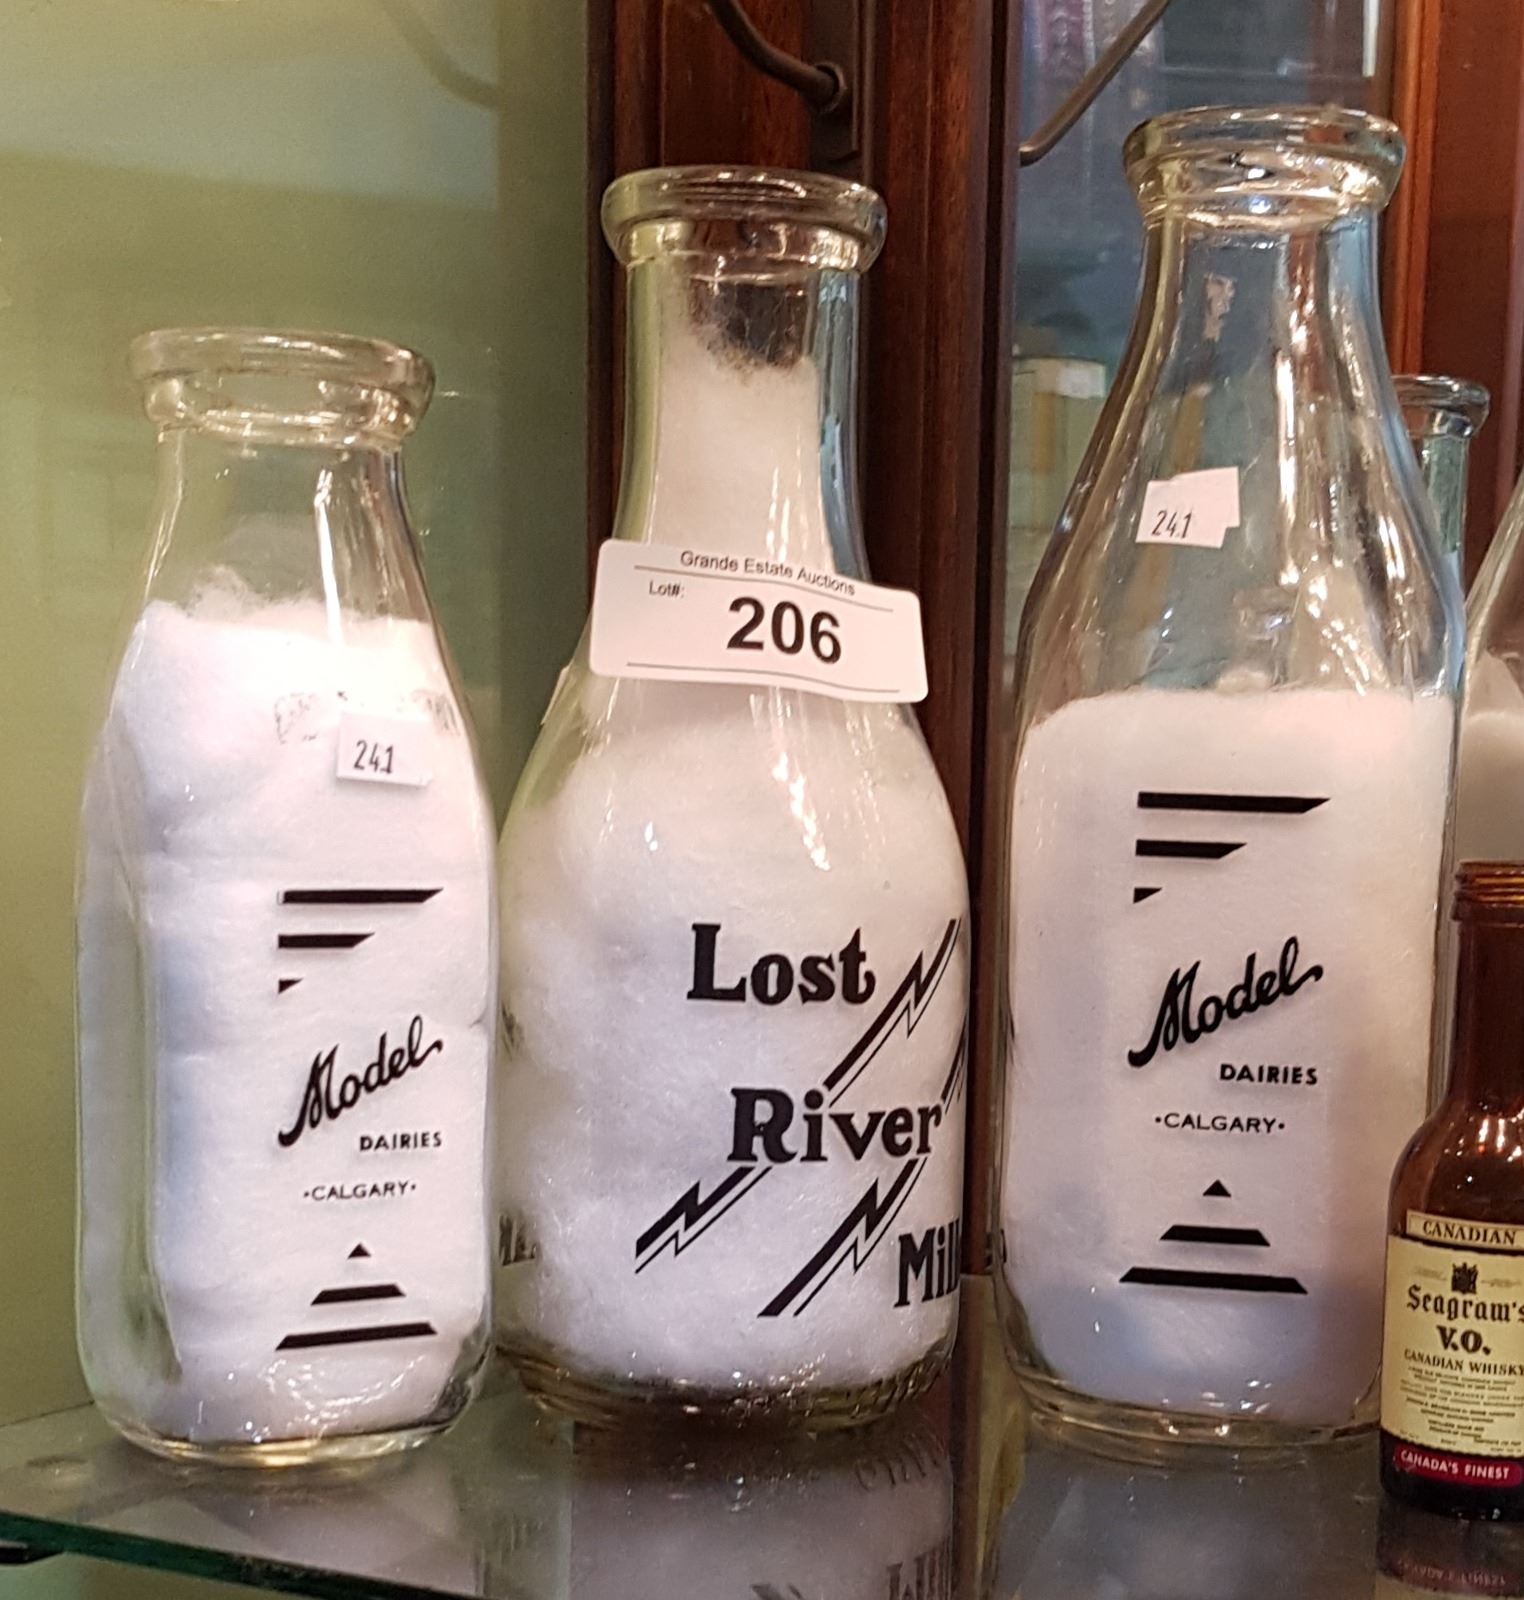 241
Model
DAIRIES
·CALGARY·
Grande Estate Auctions
Lot#:
206
Lost
River
Mil
241
Model
DAIRIES
·CALGARY·
CANADIAN
Seagram's
V.O.
CANADIAN WHISKY
CANADA'S FINEST